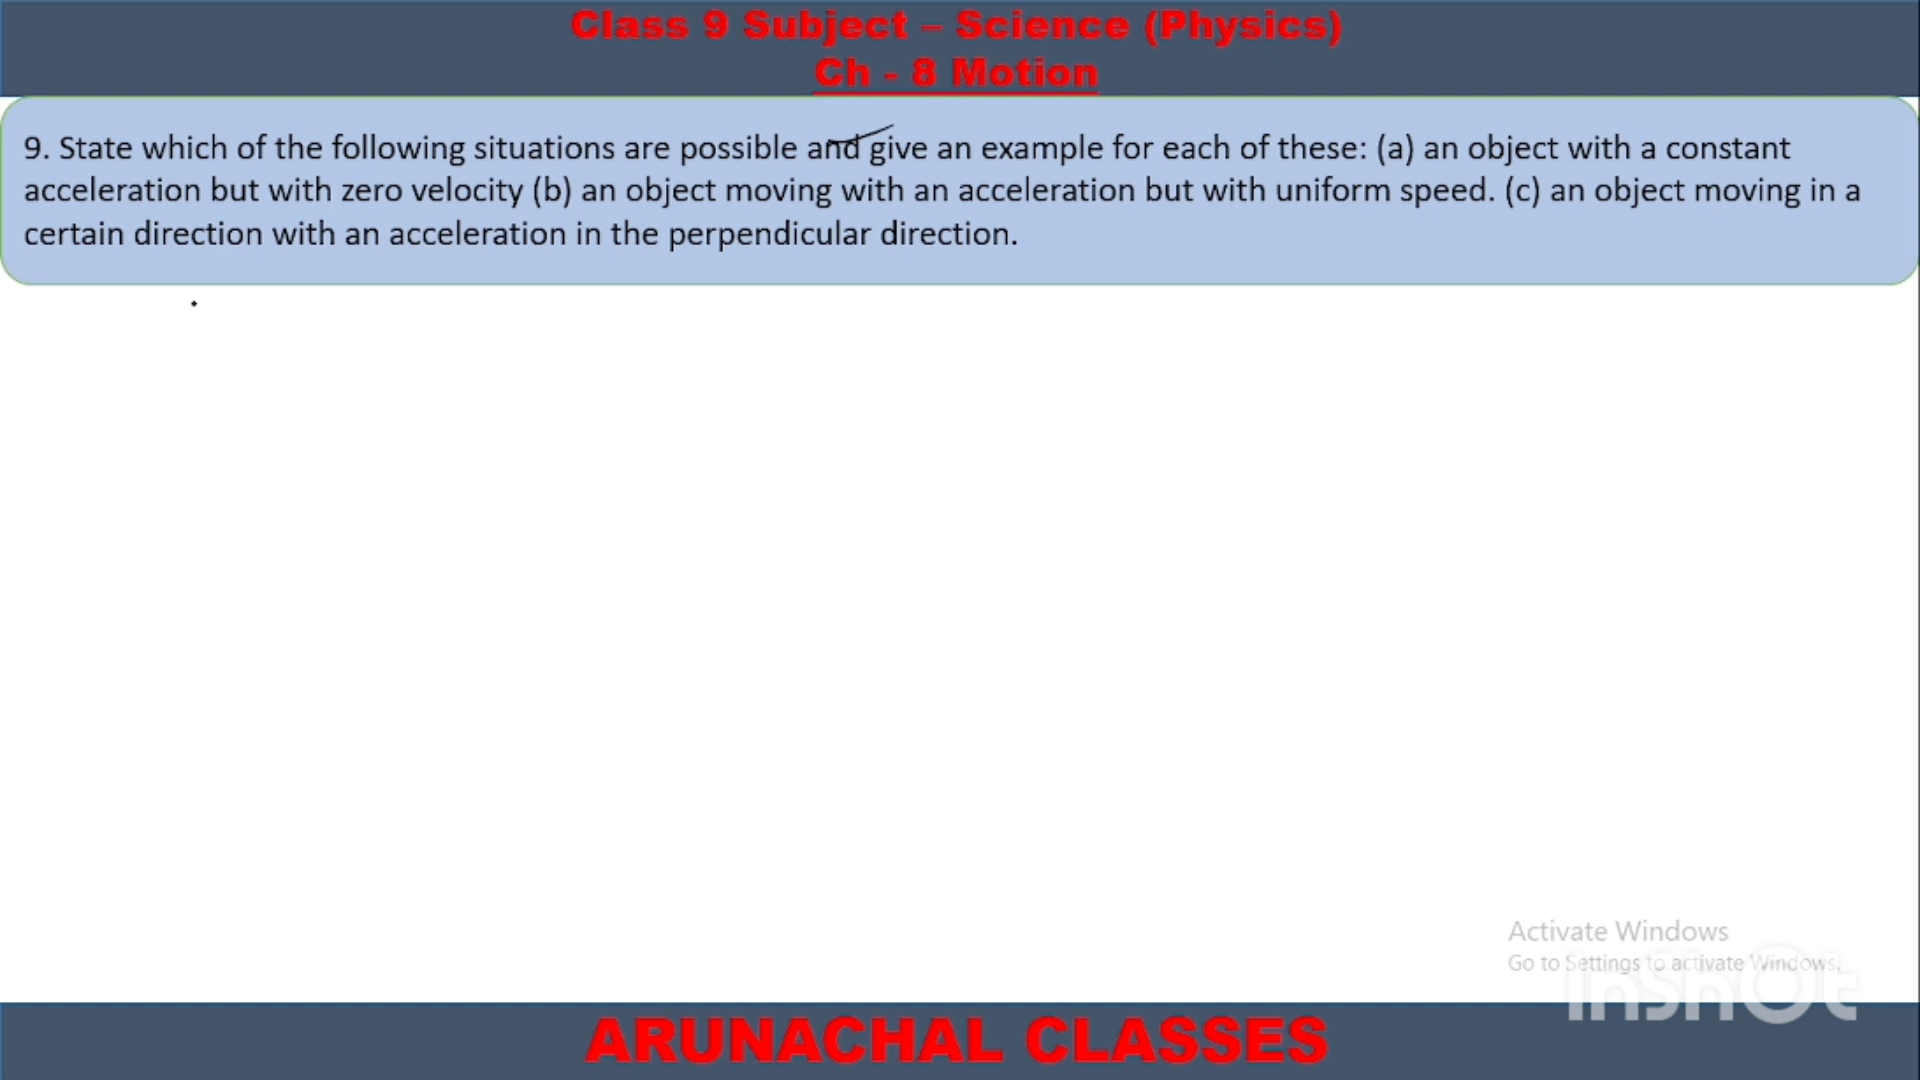 Class 9 Subject – Science (Physics)
Ch - 8 Motion
9. State which of the following situations are possible and give an example for each of these: (a) an object with a constant
acceleration but with zero velocity (b) an object moving with an acceleration but with uniform speed. (c) an object moving in a
certain direction with an acceleration in the perpendicular direction.
Activate Windows
Go to Settings to activate Windows.
InShOt
ARUNACHAL CLASSES